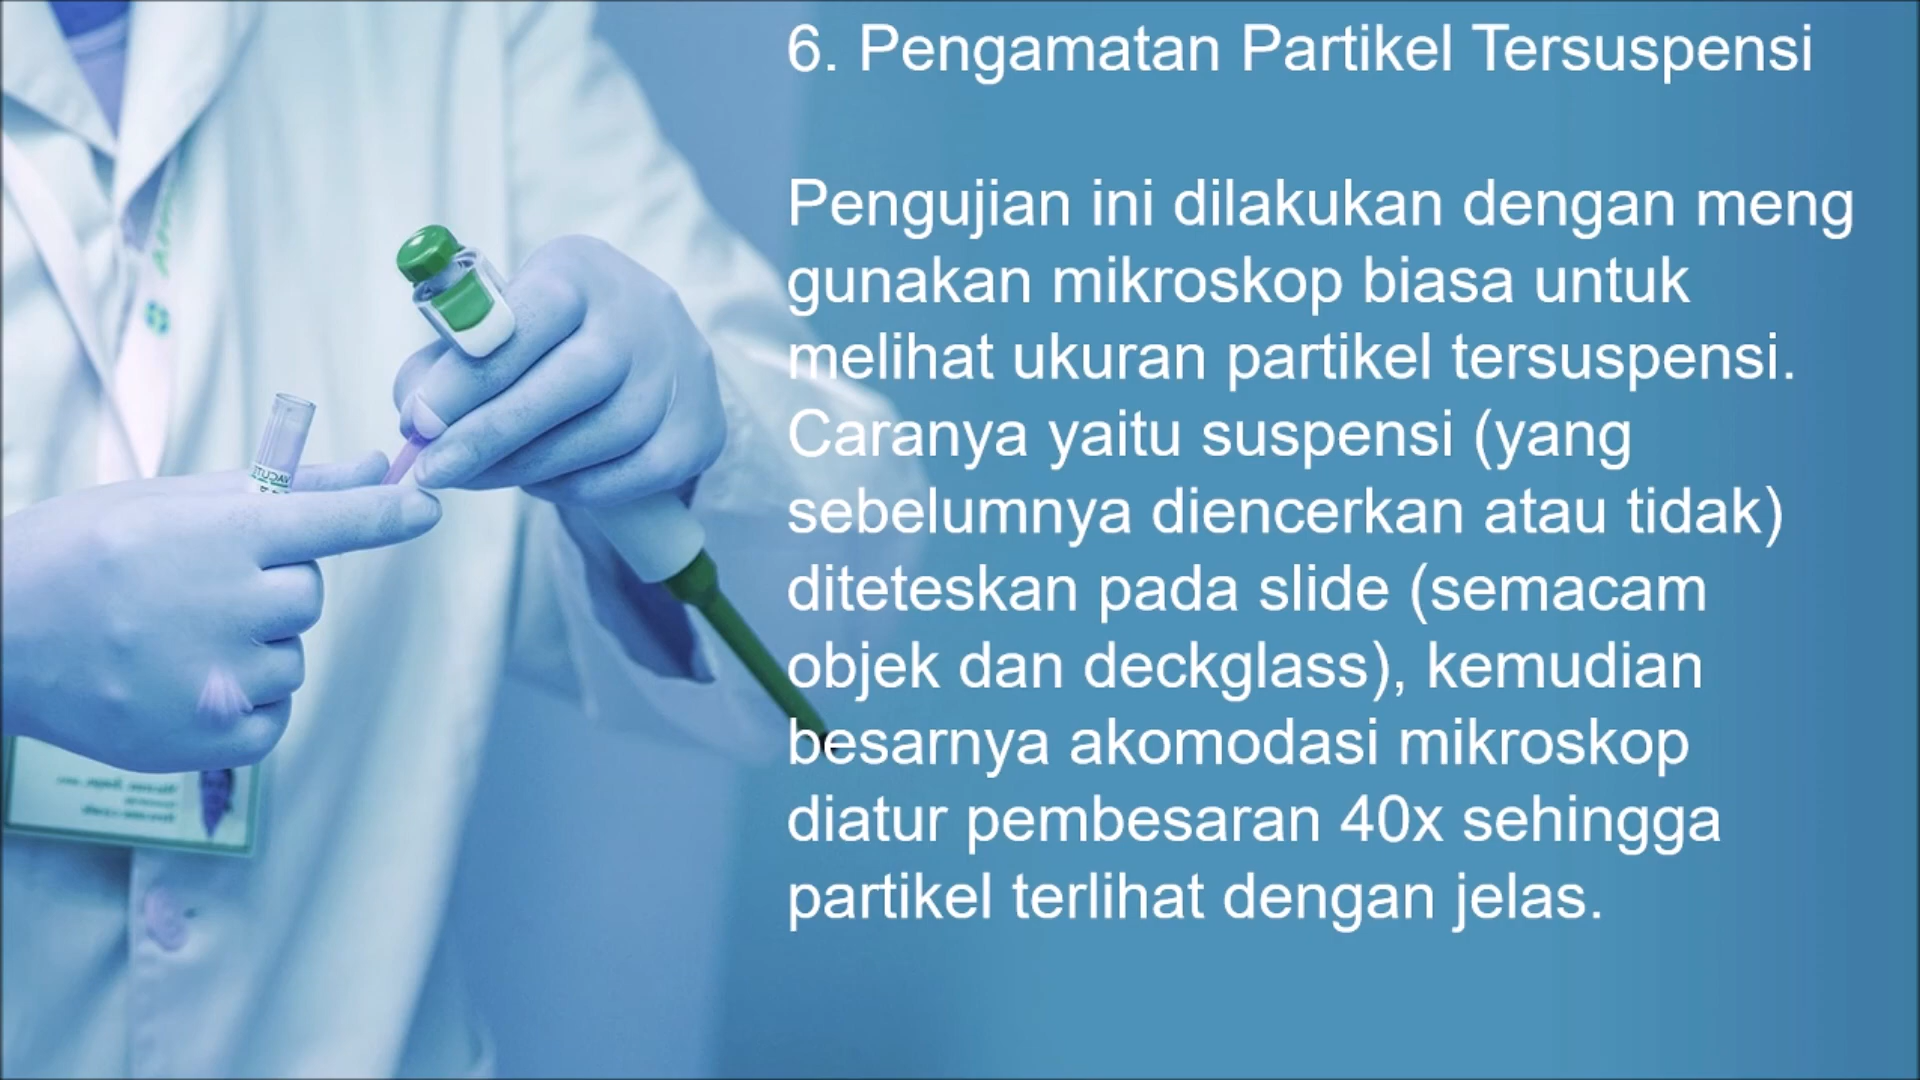 6. Pengamatan Partikel Tersuspensi
Pengujian ini dilakukan dengan meng
gunakan mikroskop biasa untuk
melihat ukuran partikel tersuspensi.
Caranya yaitu suspensi (yang
sebelumnya diencerkan atau tidak)
diteteskan pada slide (semacam
objek dan deckglass), kemudian
besarnya akomodasi mikroskop
diatur pembesaran 40x sehingga
partikel terlihat dengan jelas.